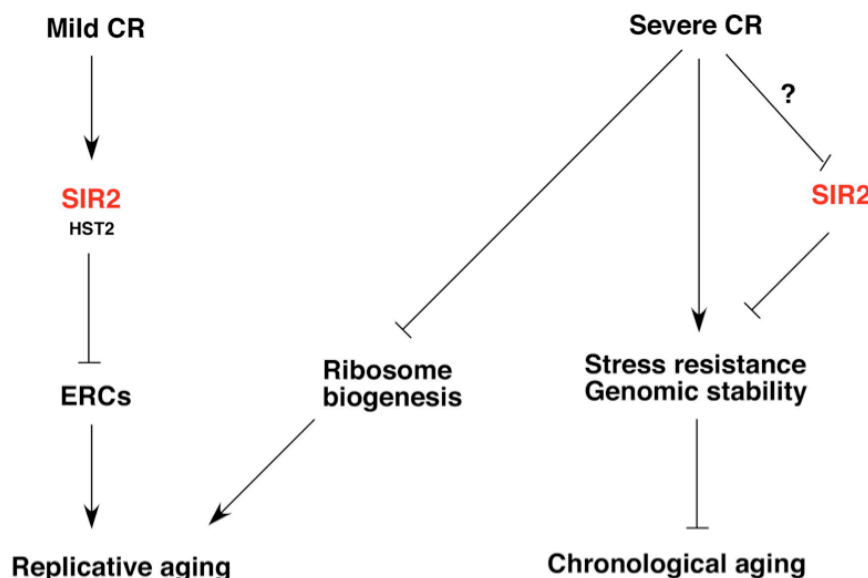 Mild CR
Severe CR
?
SIR2
HST2
SIR2
ERCs
Ribosome
biogenesis
Stress resistance
Genomic stability
Replicative aging
Chronological aging